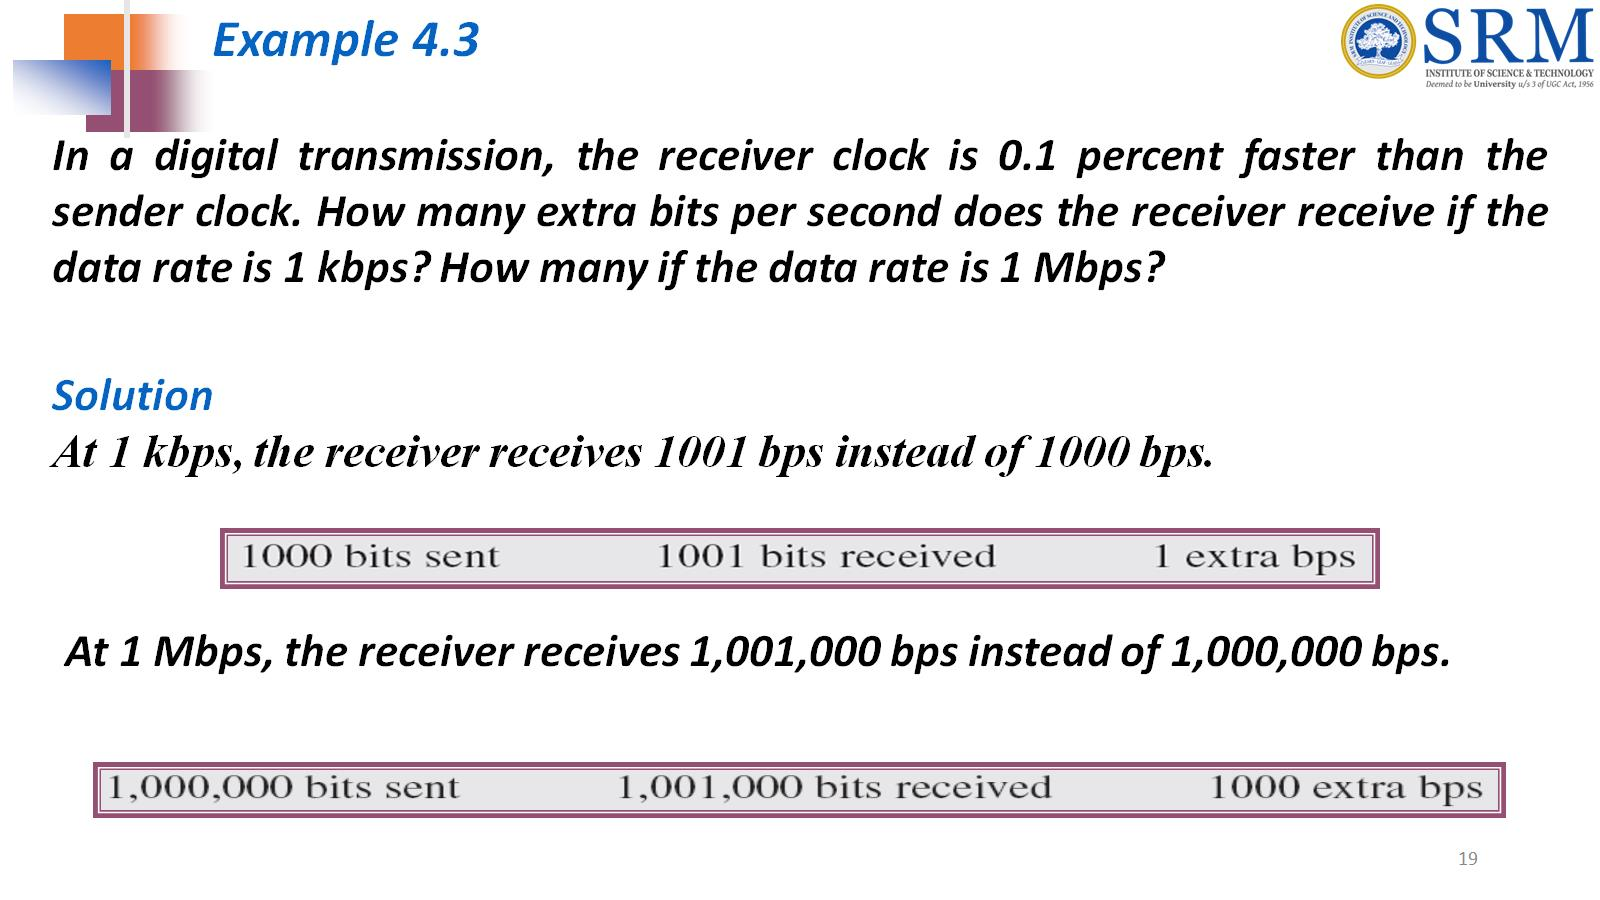 Example 4.3
SRM
INSTITUTE OF SCIENCE & TECHNOLOGY
Deemed to be University u/s 3 of UGC Act, 1956
In a digital transmission, the receiver clock is 0.1 percent faster than the
sender clock. How many extra bits per second does the receiver receive if the
data rate is 1 kbps? How many if the data rate is 1 Mbps?
Solution
At 1 kbps, the receiver receives 1001 bps instead of 1000 bps.
1000 bits sent 1001 bits received 1 extra bps
At 1 Mbps, the receiver receives 1,001,000 bps instead of 1,000,000 bps.
1,000,000 bits sent 1,001,000 bits received 1000 extra bps
19